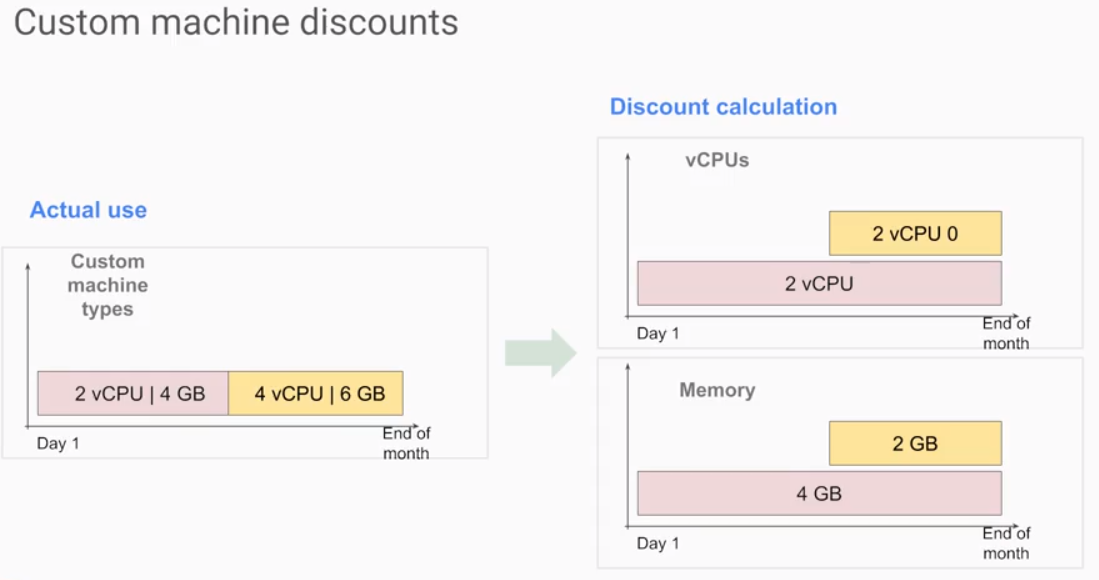 Custom machine discounts
Actual use
Custom
machine
types
2 vCPU | 4 GB
4 vCPU | 6 GB
Day 1
End of
month
Discount calculation
vCPUs
2 vCPU 0
2 vCPU
Day 1
End of
month
Memory
2 GB
4 GB
Day 1
End of
month